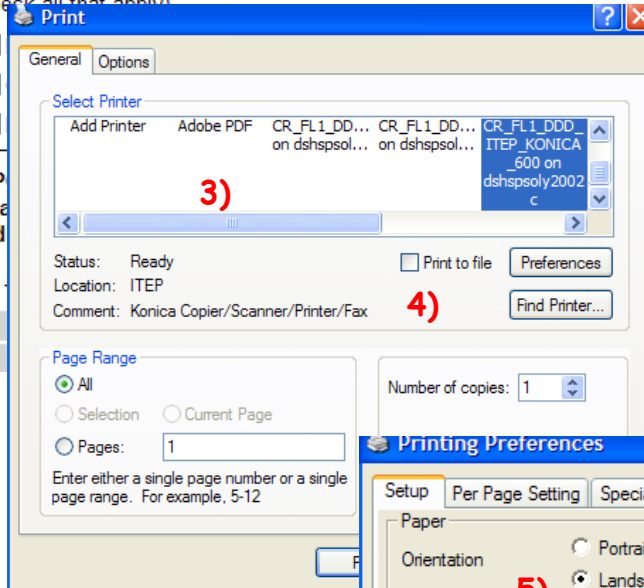 Print
General Options
Select Printer
Add Printer Adobe PDF CR_FL1_DD... CR_FL1_DD... CR_FL1_DDD_
on dshspsol... on dshspsol... ITEP_KONICA
_600 on
dshspsoly2002
c
3)
Status: Ready Print to file Preferences
Location: ITEP
Comment: Konica Copier/Scanner/Printer/Fax 4) Find Printer...
Page Range
All Number of copies: 1
Selection Current Page
Pages: 1
Enter either a single page number or a single
page range. For example, 5-12
Printing Preferences
Setup Per Page Setting
Paper
Orientation
5)